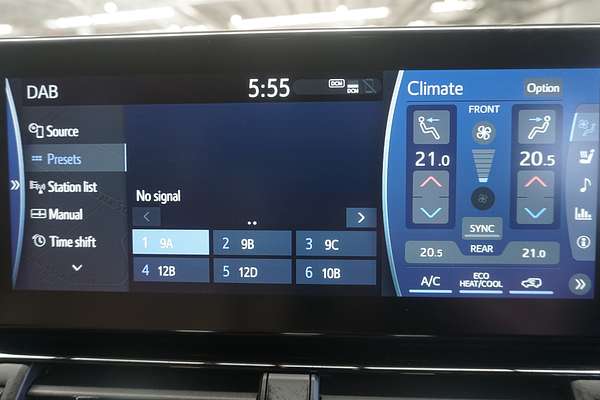 DAB
5:55
DCM
DCM
Source
Presets
Station list
Manual
Time shift
No signal
1 9A
2 9B
3 9C
4 12B
5 12D
6 10B
Climate
Option
FRONT
21.0
20.5
SYNC
REAR
20.5
21.0
A/C
ECO
HEAT/COOL